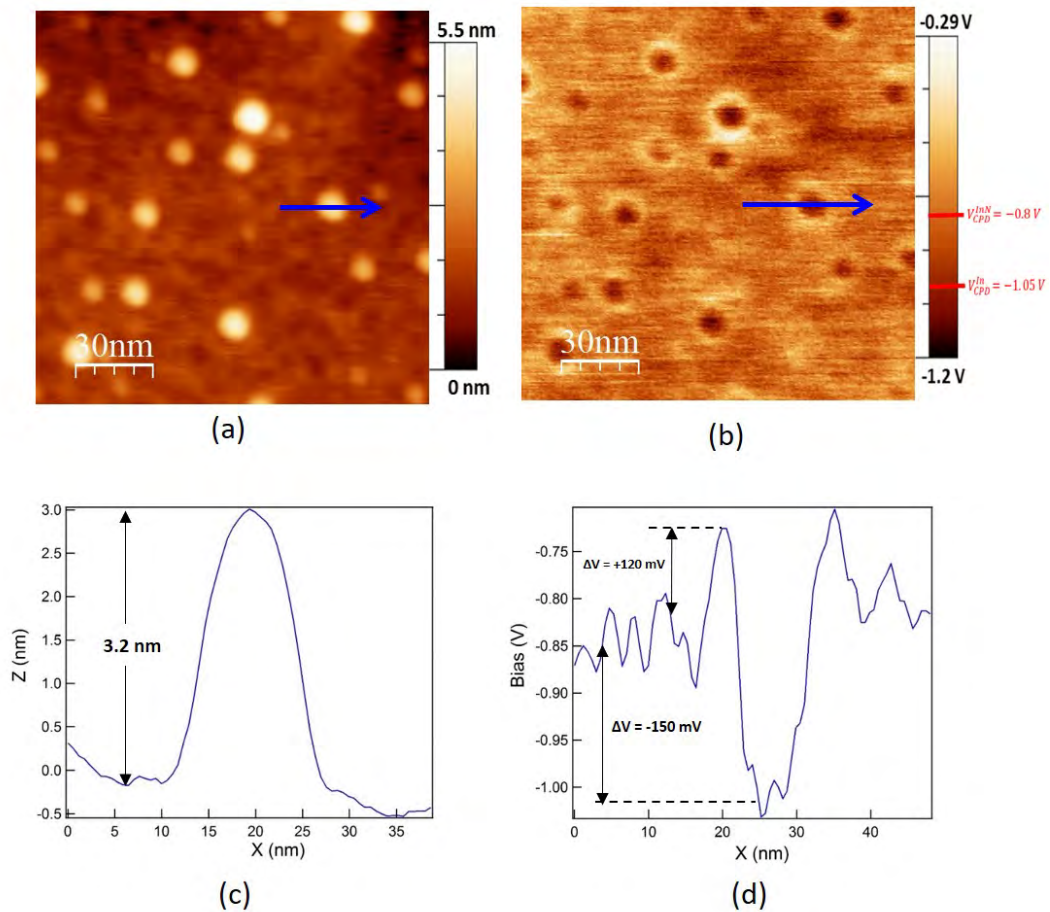 5.5 nm
0 nm
30nm
(a)
-0.29 V
V_CPD^InN = −0.8 V
V_CPD^In = −1.05 V
-1.2 V
30nm
(b)
3.0
2.5
2.0
1.5
1.0
0.5
0.0
-0.5
Z (nm)
3.2 nm
0
5
10
15
20
25
30
35
X (nm)
(c)
-0.75
-0.80
-0.85
-0.90
-0.95
-1.00
Bias (V)
ΔV = +120 mV
ΔV = -150 mV
0
10
20
30
40
X (nm)
(d)